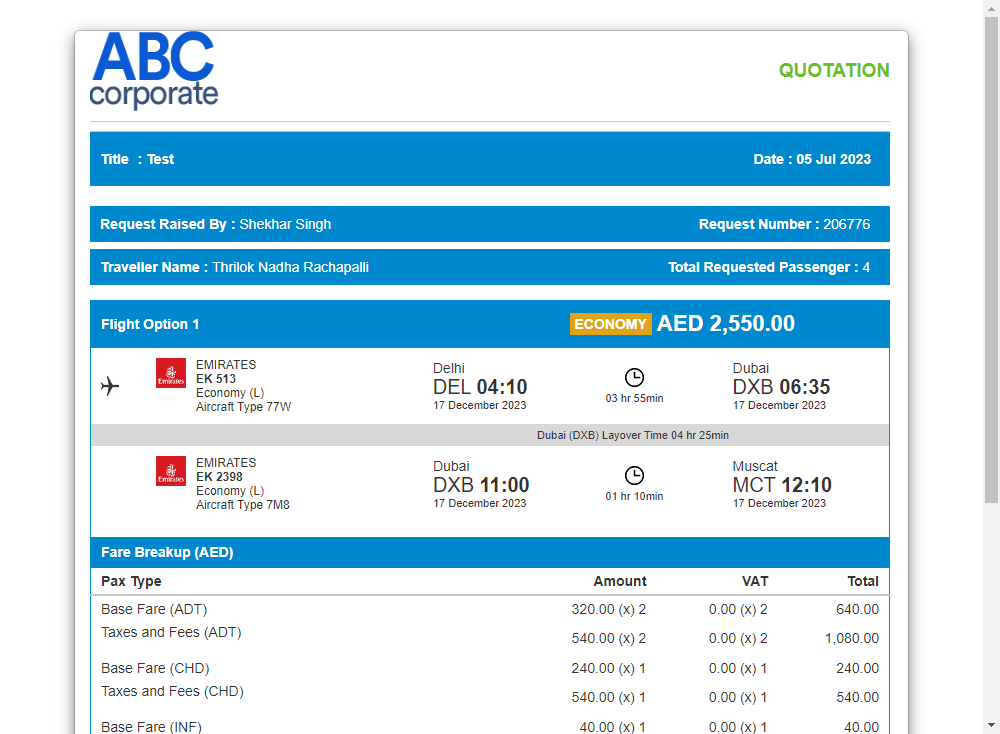 ABC
corporate
QUOTATION
Title : Test
Date : 05 Jul 2023
Request Raised By : Shekhar Singh
Request Number : 206776
Traveller Name : Thrilok Nadha Rachapalli
Total Requested Passenger : 4
Flight Option 1
ECONOMY AED 2,550.00
Emirates
EMIRATES
EK 513
Economy (L)
Aircraft Type 77W
Delhi
DEL 04:10
17 December 2023
03 hr 55min
Dubai
DXB 06:35
17 December 2023
Dubai (DXB) Layover Time 04 hr 25min
Emirates
EMIRATES
EK 2398
Economy (L)
Aircraft Type 7M8
Dubai
DXB 11:00
17 December 2023
01 hr 10min
Muscat
MCT 12:10
17 December 2023
Fare Breakup (AED)
Pax Type Amount VAT Total
Base Fare (ADT) 320.00 (x) 2 0.00 (x) 2 640.00
Taxes and Fees (ADT) 540.00 (x) 2 0.00 (x) 2 1,080.00
Base Fare (CHD) 240.00 (x) 1 0.00 (x) 1 240.00
Taxes and Fees (CHD) 540.00 (x) 1 0.00 (x) 1 540.00
Base Fare (INF) 40.00 (x) 1 0.00 (x) 1 40.00